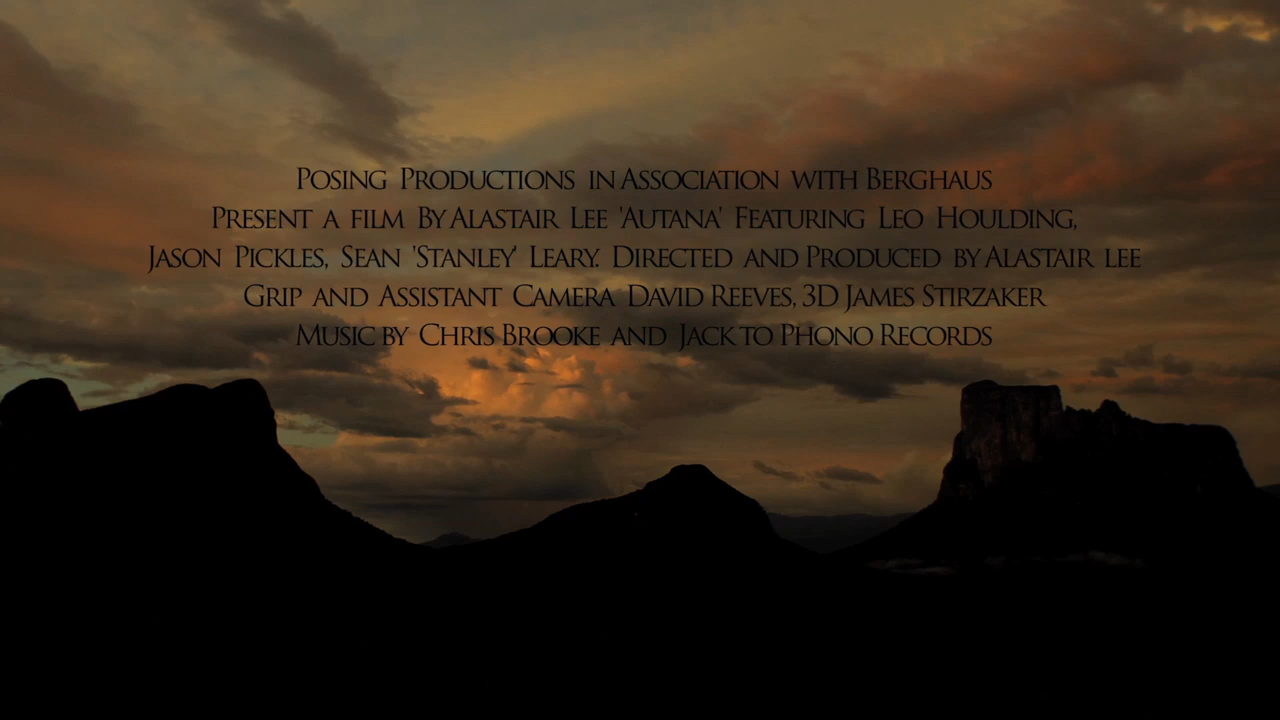 Posing Productions in Association with Berghaus
Present a film By Alastair Lee 'Autana' Featuring Leo Houlding,
Jason Pickles, Sean 'Stanley' Leary. Directed and Produced by Alastair lee
Grip and Assistant Camera David Reeves, 3D James Stirzaker
Music by Chris Brooke and Jack to Phono Records